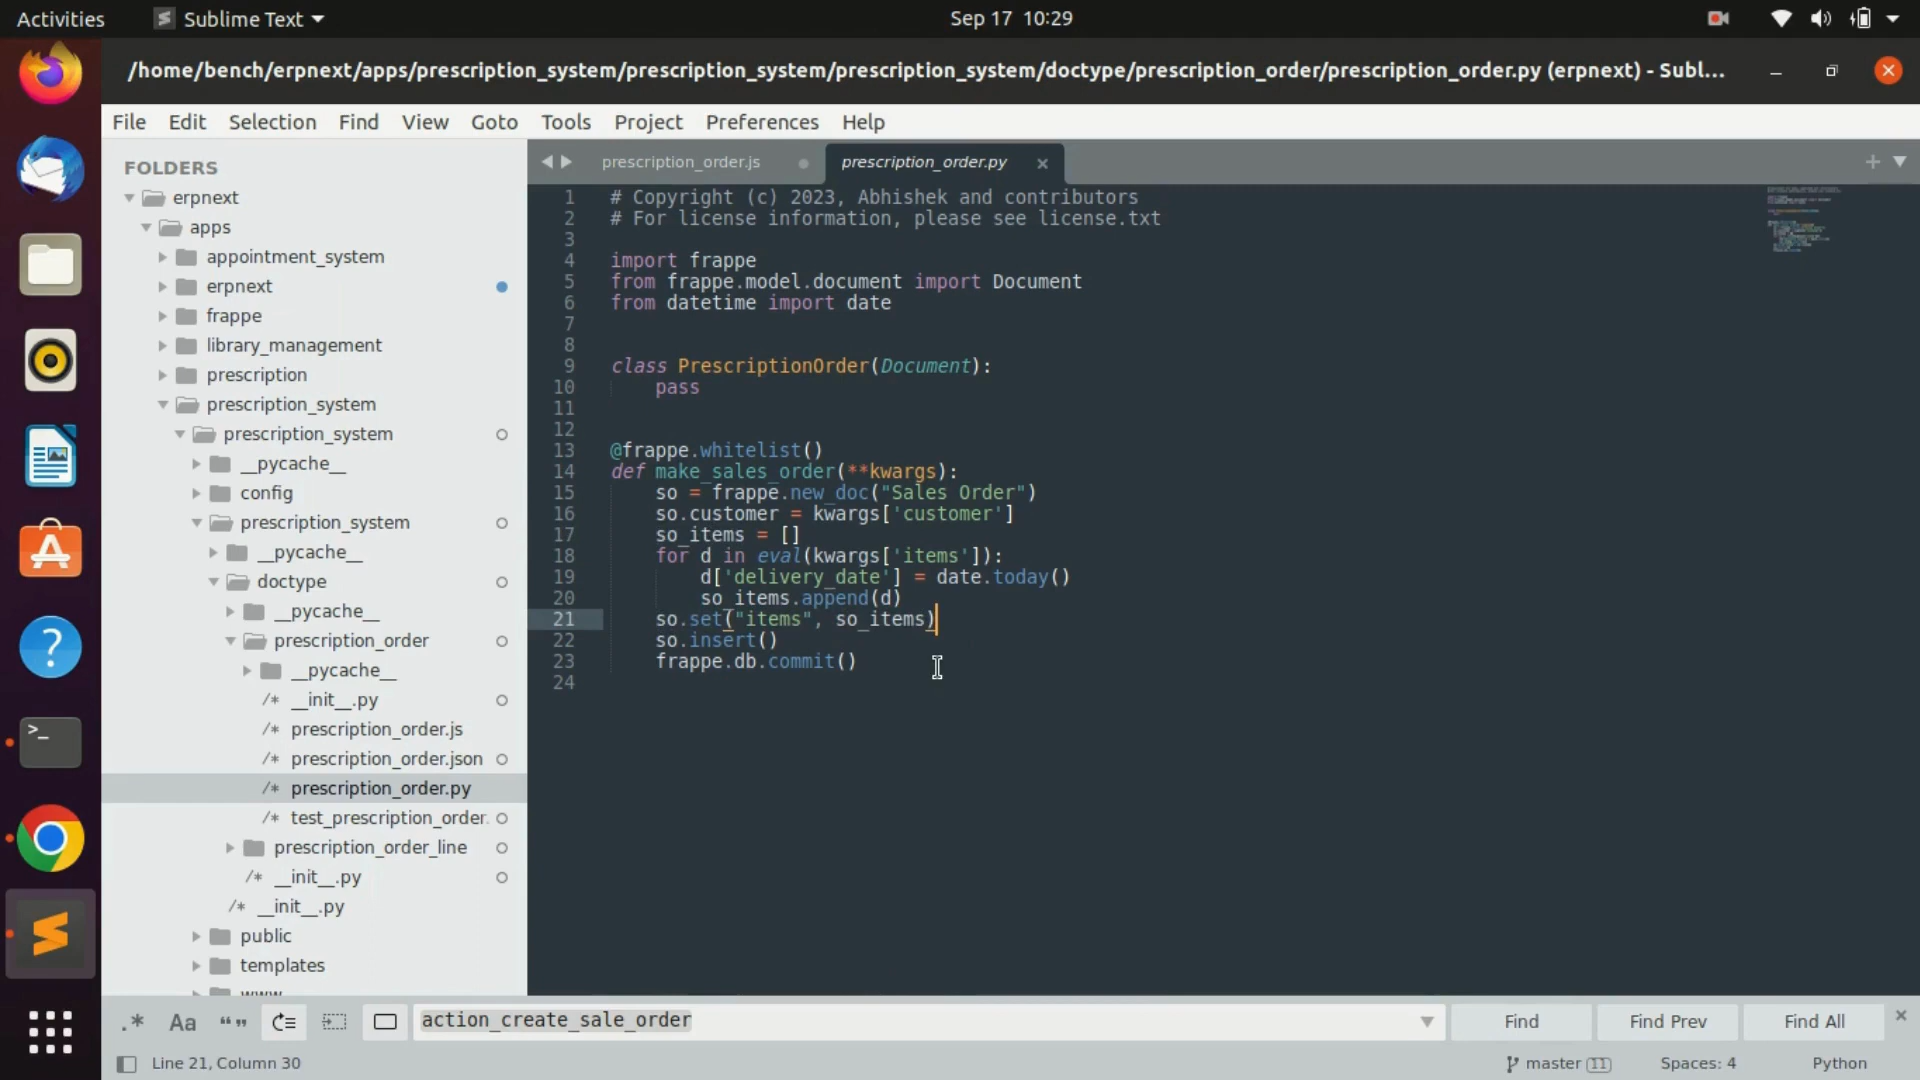 Activities
Sublime Text
Sep 17 10:29
/home/bench/erpnext/apps/prescription_system/prescription_system/prescription_system/doctype/prescription_order/prescription_order.py (erpnext) - Subl...
File Edit Selection Find View Goto Tools Project Preferences Help
FOLDERS
erpnext
apps
appointment_system
erpnext
frappe
library_management
prescription
prescription_system
prescription_system
__pycache__
config
prescription_system
__pycache__
doctype
__pycache__
prescription_order
__pycache__
/* __init__.py
/* prescription_order.js
/* prescription_order.json
/* prescription_order.py
/* test_prescription_order.
prescription_order_line
/* __init__.py
/* __init__.py
public
templates
www
prescription_order.js
prescription_order.py
1 # Copyright (c) 2023, Abhishek and contributors
2 # For license information, please see license.txt
3
4 import frappe
5 from frappe.model.document import Document
6 from datetime import date
7
8
9 class PrescriptionOrder(Document):
10     pass
11
12
13 @frappe.whitelist()
14 def make_sales_order(**kwargs):
15     so = frappe.new_doc("Sales Order")
16     so.customer = kwargs['customer']
17     so_items = []
18     for d in eval(kwargs['items']):
19         d['delivery_date'] = date.today()
20         so_items.append(d)
21     so.set("items", so_items)
22     so.insert()
23     frappe.db.commit()
24
.* Aa “” action_create_sale_order Find Find Prev Find All
Line 21, Column 30
master 11
Spaces: 4
Python